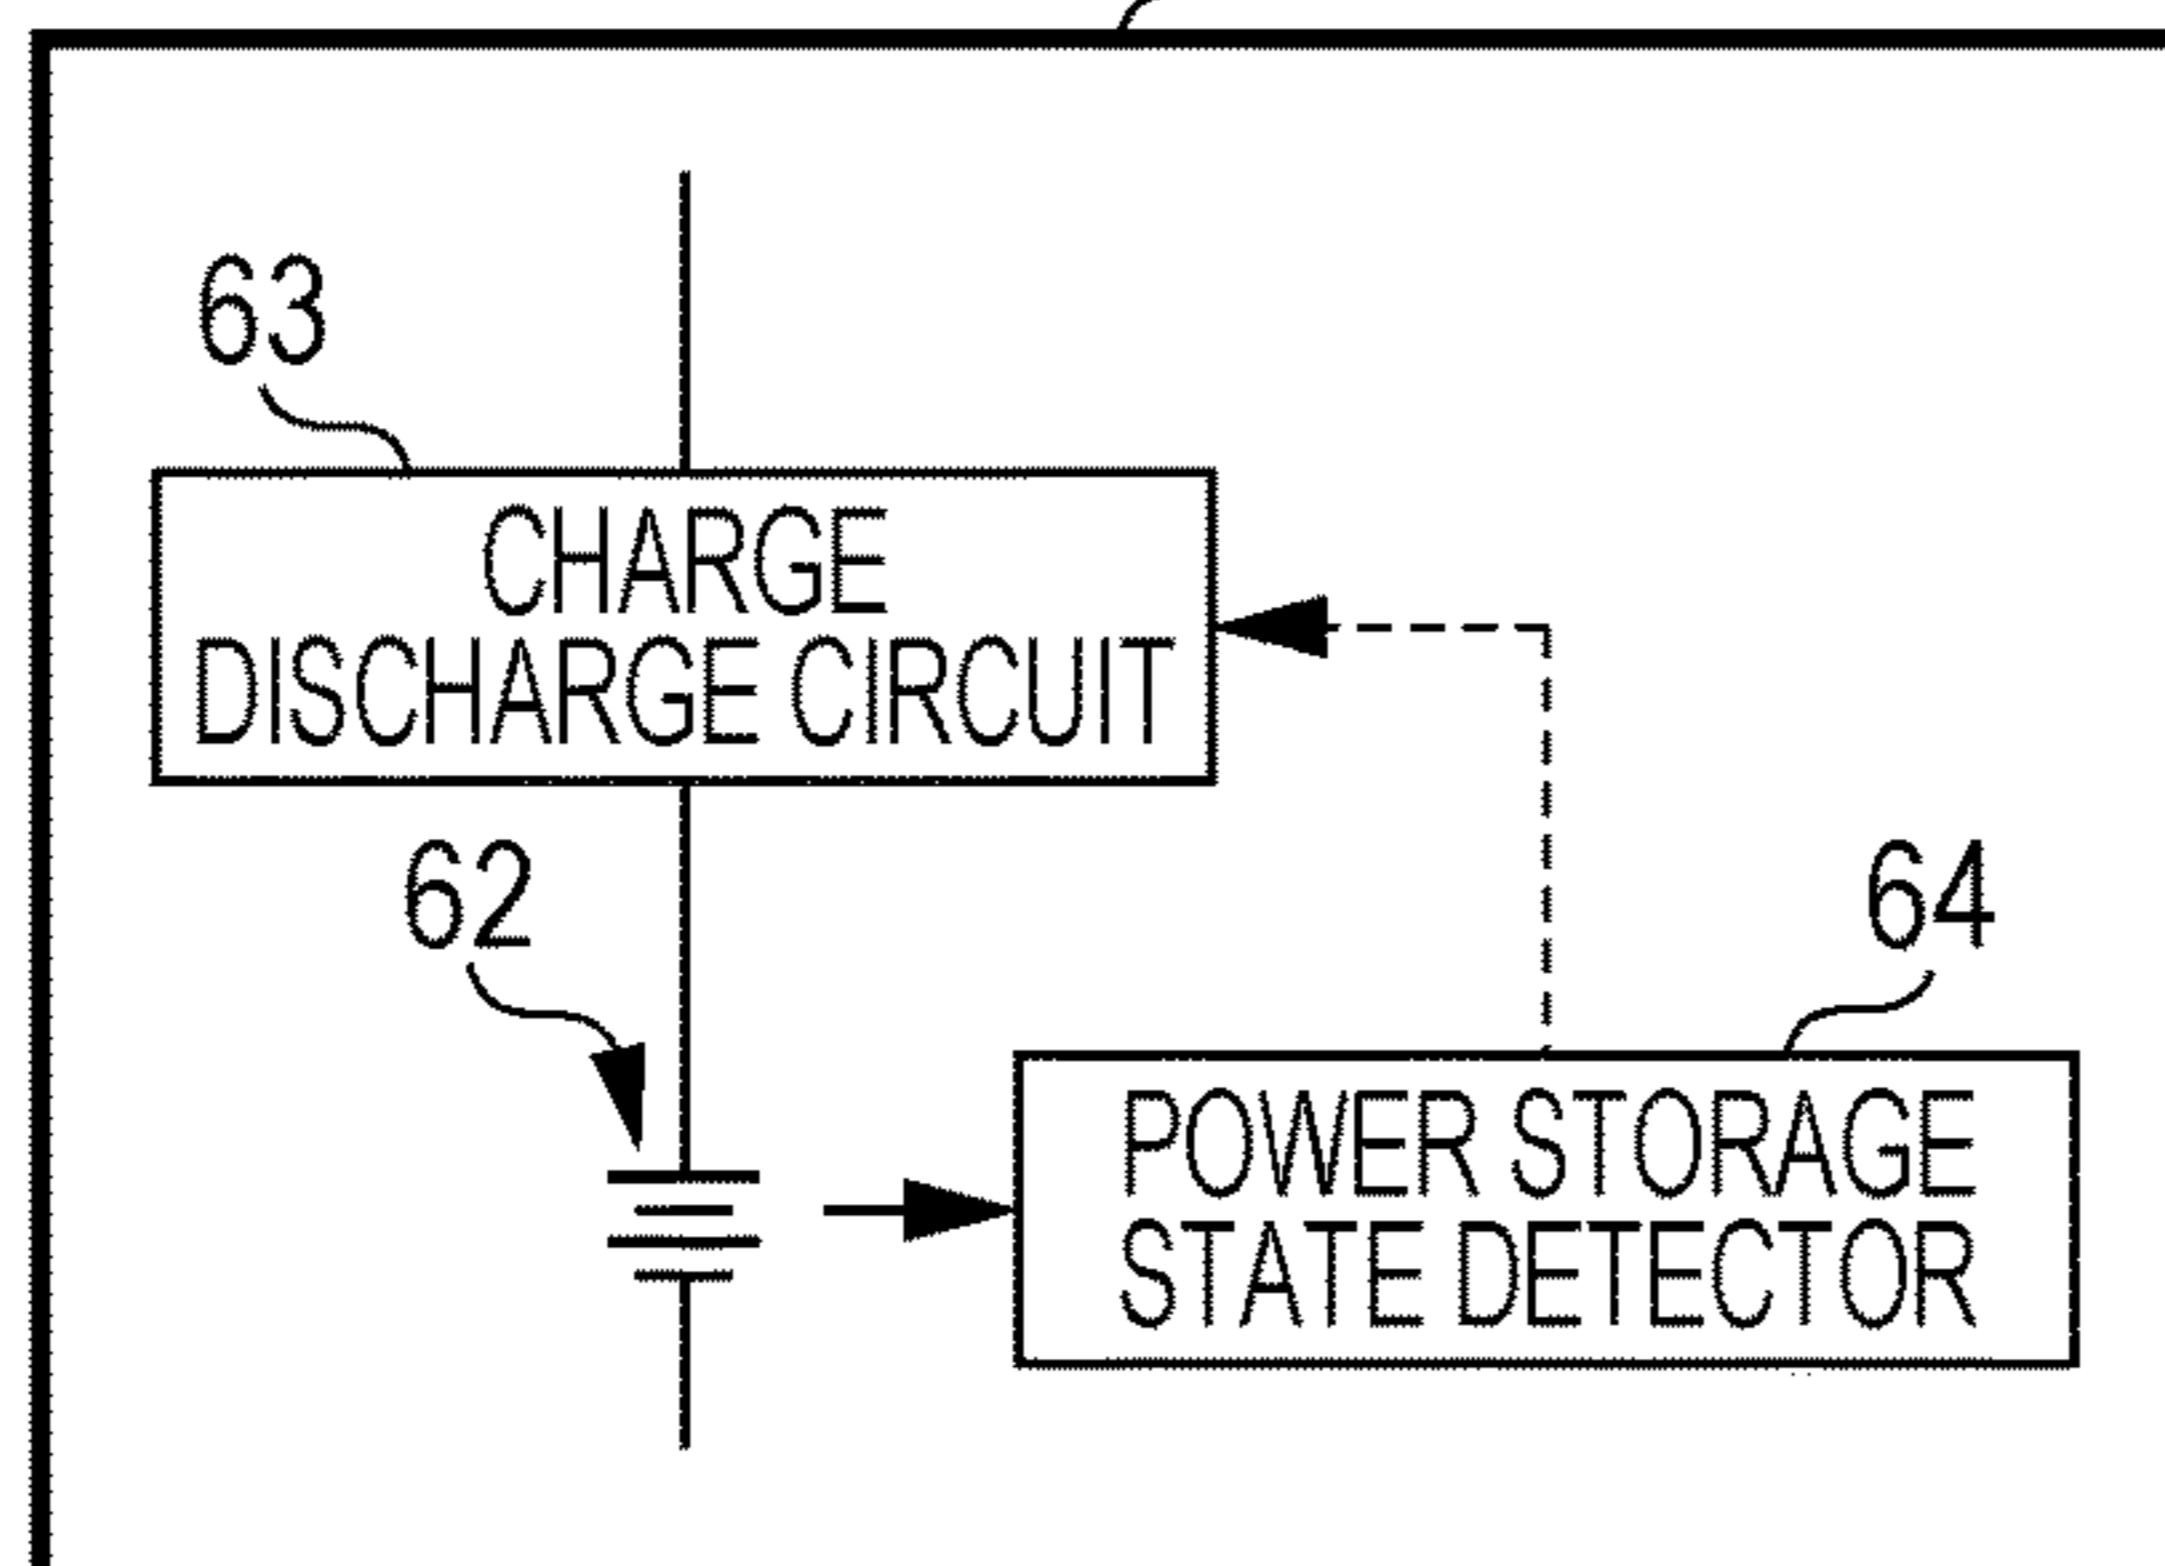 63
CHARGE
DISCHARGE CIRCUIT
62
64
POWER STORAGE
STATE DETECTOR